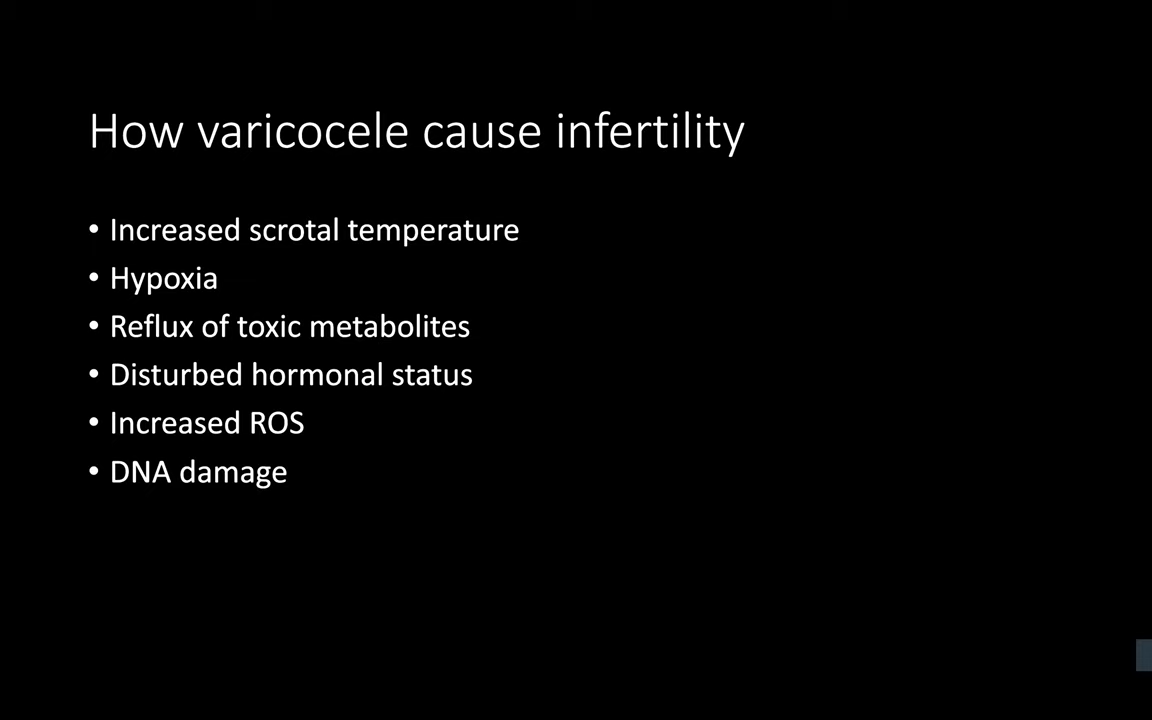 How varicocele cause infertility
• Increased scrotal temperature
• Hypoxia
• Reflux of toxic metabolites
• Disturbed hormonal status
• Increased ROS
• DNA damage